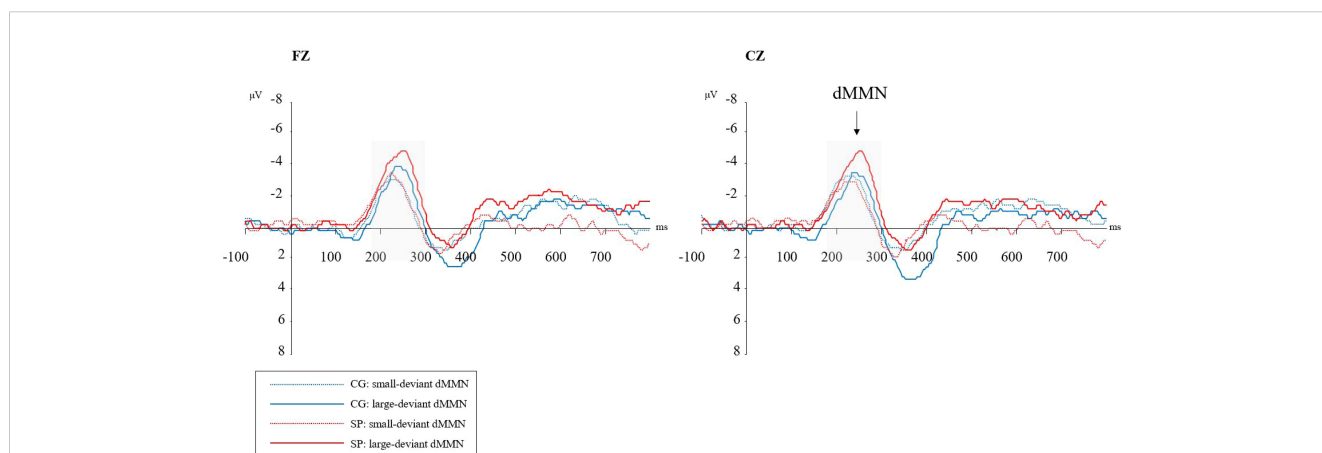 FZ
CZ
dMMN
µV
-8
-6
-4
-2
2
4
6
8
-100
100
200
300
400
500
600
700
ms
µV
-8
-6
-4
-2
2
4
6
8
-100
100
200
300
400
500
600
700
ms
CG: small-deviant dMMN
CG: large-deviant dMMN
SP: small-deviant dMMN
SP: large-deviant dMMN